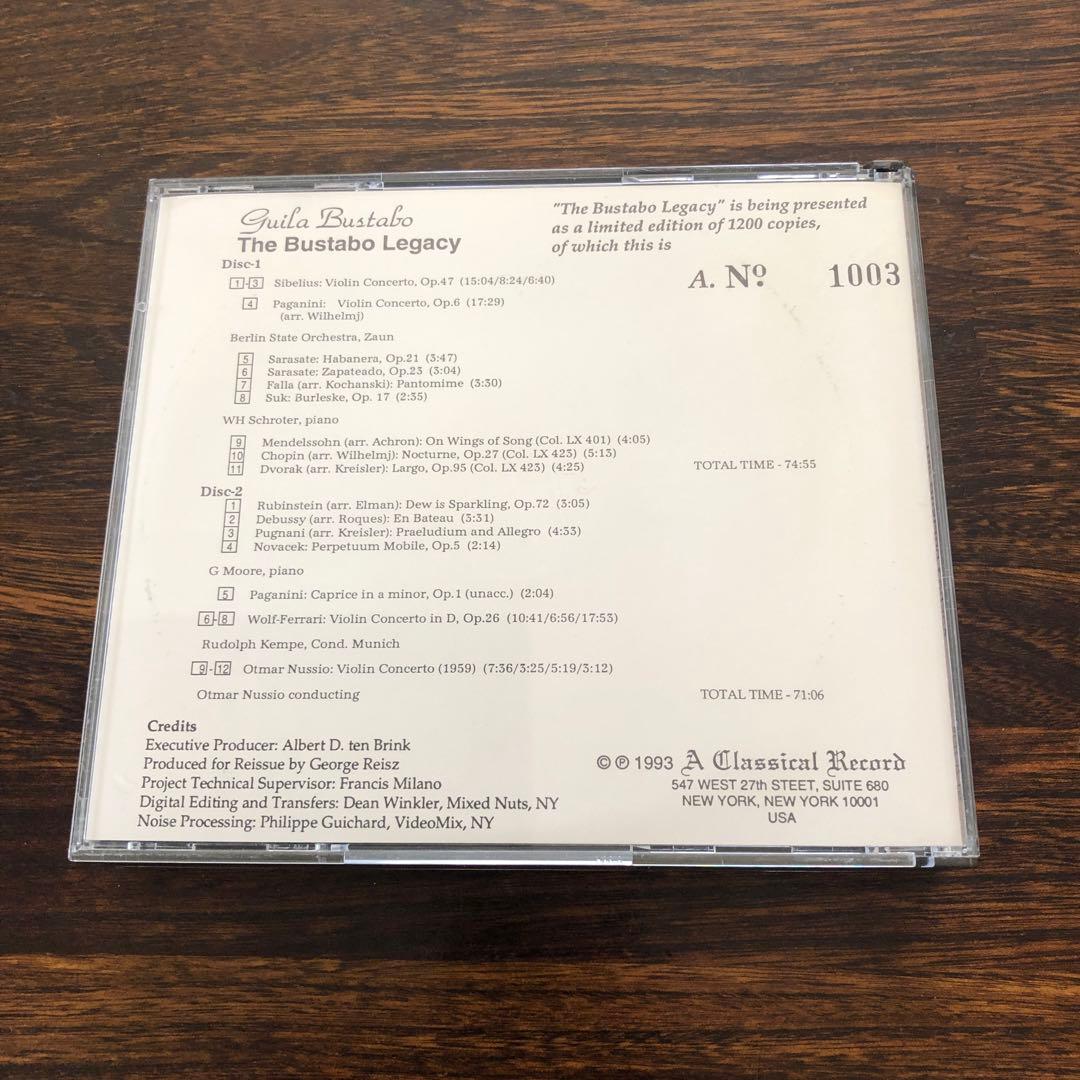 Guila Bustabo
The Bustabo Legacy
"The Bustabo Legacy" is being presented
as a limited edition of 1200 copies,
of which this is
A. Nº 1003
Disc-1
1-3 Sibelius: Violin Concerto, Op.47 (15:04/8:24/6:40)
4 Paganini: Violin Concerto, Op.6 (17:29)
(arr. Wilhelmj)
Berlin State Orchestra, Zaun
5 Sarasate: Habanera, Op.21 (3:47)
6 Sarasate: Zapateado, Op.23 (3:04)
7 Falla (arr. Kochanski): Pantomime (3:30)
8 Suk: Burleske, Op. 17 (2:35)
WH Schroter, piano
9 Mendelssohn (arr. Achron): On Wings of Song (Col. LX 401) (4:05)
10 Chopin (arr. Wilhelmj): Nocturne, Op.27 (Col. LX 423) (5:13)
11 Dvorak (arr. Kreisler): Largo, Op.95 (Col. LX 423) (4:25)
TOTAL TIME - 74:55
Disc-2
1 Rubinstein (arr. Elman): Dew is Sparkling, Op.72 (3:05)
2 Debussy (arr. Roques): En Bateau (3:31)
3 Pugnani (arr. Kreisler): Praeludium and Allegro (4:33)
4 Novacek: Perpetuum Mobile, Op.5 (2:14)
G Moore, piano
5 Paganini: Caprice in a minor, Op.1 (unacc.) (2:04)
6-8 Wolf-Ferrari: Violin Concerto in D, Op.26 (10:41/6:56/17:53)
Rudolph Kempe, Cond. Munich
9-12 Otmar Nussio: Violin Concerto (1959) (7:36/3:25/5:19/3:12)
Otmar Nussio conducting
TOTAL TIME - 71:06
Credits
Executive Producer: Albert D. ten Brink
Produced for Reissue by George Reisz
Project Technical Supervisor: Francis Milano
Digital Editing and Transfers: Dean Winkler, Mixed Nuts, NY
Noise Processing: Philippe Guichard, VideoMix, NY
© ℗ 1993 A Classical Record
547 WEST 27th STEET, SUITE 680
NEW YORK, NEW YORK 10001
USA